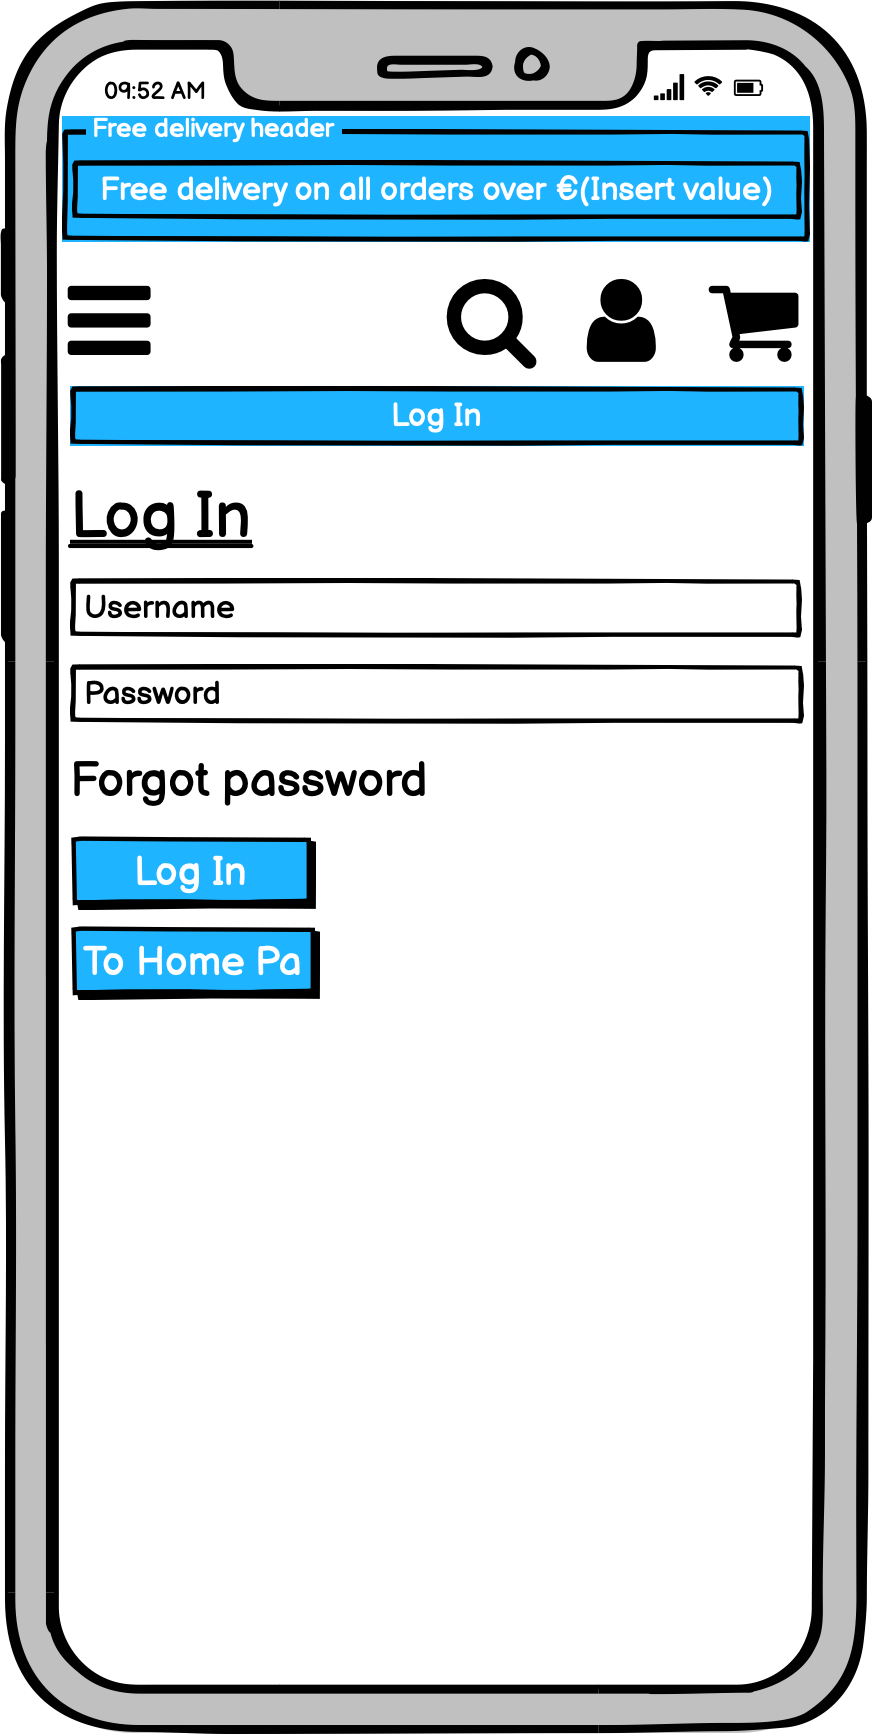 09:52 AM
Free delivery header
Free delivery on all orders over €(Insert value)
Log In
Log In
Username
Password
Forgot password
Log In
To Home Pa